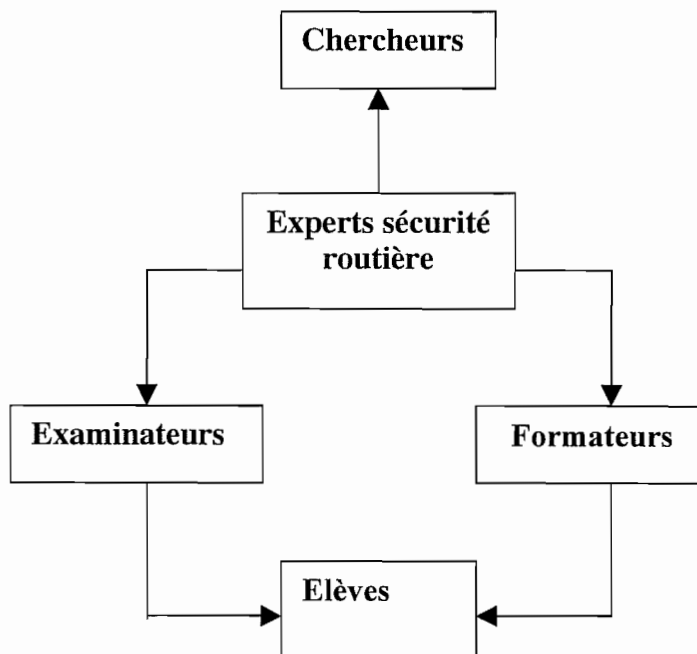 Chercheurs
Experts sécurité
routière
Examinateurs
Formateurs
Elèves